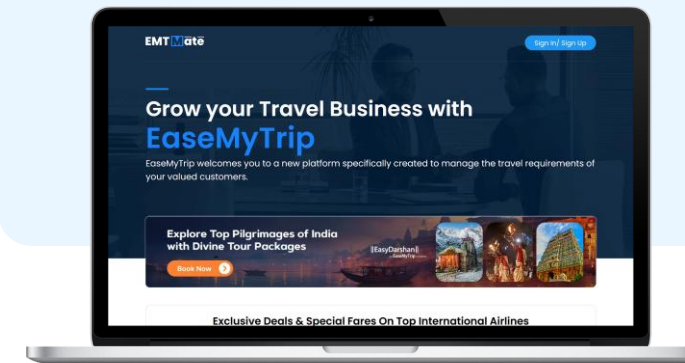 EMTMate
Sign In/ Sign Up
Grow your Travel Business with
EaseMyTrip
EaseMyTrip welcomes you to a new platform specifically created to manage the travel requirements of
your valued customers.
Explore Top Pilgrimages of India
with Divine Tour Packages
Book Now
||EasyDarshan||
EaseMyTrip
Exclusive Deals & Special Fares On Top International Airlines